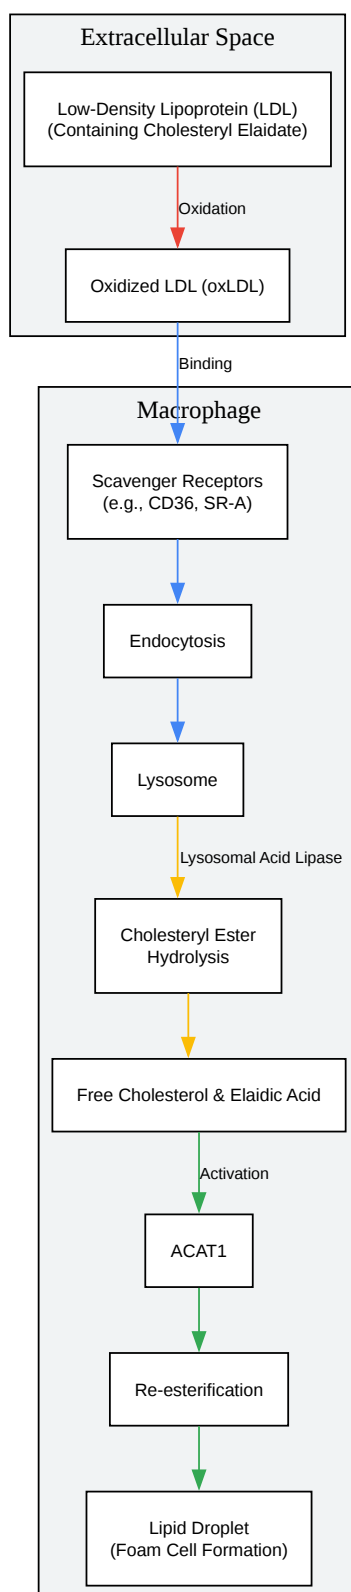 Extracellular Space
Low-Density Lipoprotein (LDL)
(Containing Cholesteryl Elaidate)
Oxidation
Oxidized LDL (oxLDL)
Binding
Macrophage
Scavenger Receptors
(e.g., CD36, SR-A)
Endocytosis
Lysosome
Lysosomal Acid Lipase
Cholesteryl Ester
Hydrolysis
Free Cholesterol & Elaidic Acid
Activation
ACAT1
Re-esterification
Lipid Droplet
(Foam Cell Formation)